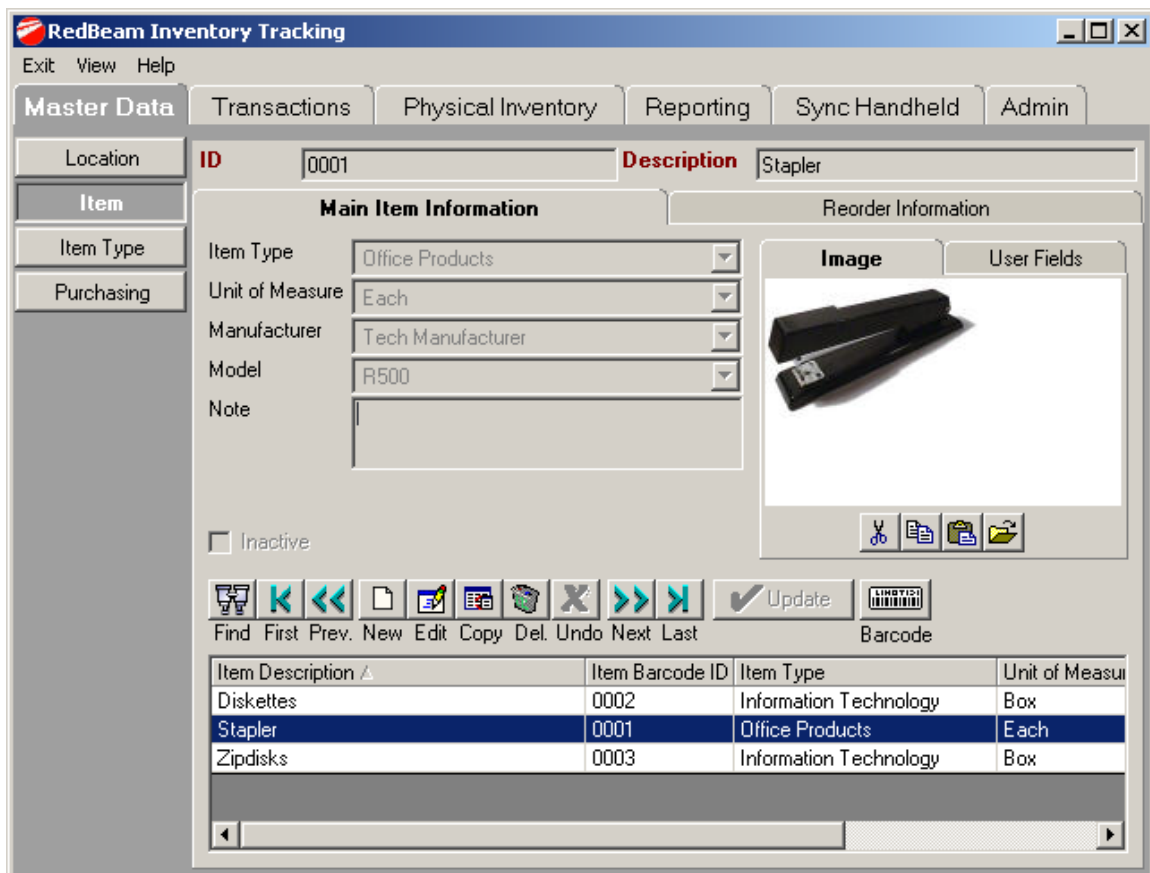 RedBeam Inventory Tracking
Exit View Help
Master Data Transactions Physical Inventory Reporting Sync Handheld Admin
Location
Item
Item Type
Purchasing
ID 0001 Description Stapler
Main Item Information Reorder Information
Item Type Office Products
Unit of Measure Each
Manufacturer Tech Manufacturer
Model R500
Note
Image User Fields
Inactive
Update
Find First Prev. New Edit Copy Del. Undo Next Last Barcode
Item Description Item Barcode ID Item Type Unit of Measu
Diskettes 0002 Information Technology Box
Stapler 0001 Office Products Each
Zipdisks 0003 Information Technology Box